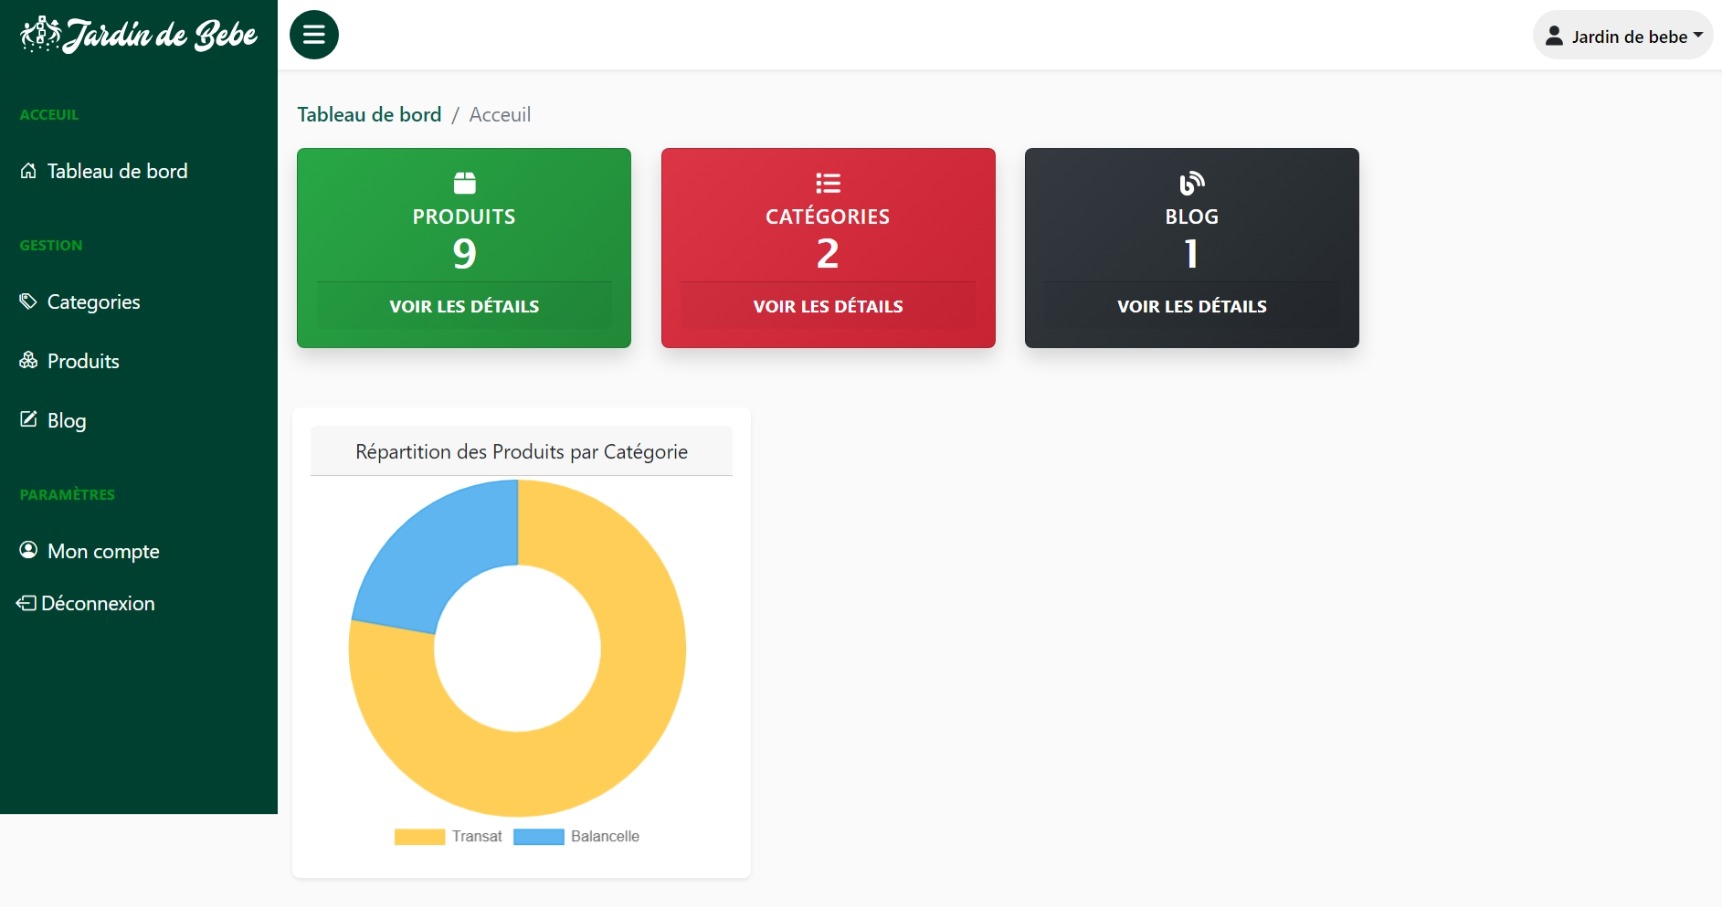 Jardin de Bebe
Jardin de bebe
ACCEUIL
Tableau de bord
GESTION
Categories
Produits
Blog
PARAMÈTRES
Mon compte
Déconnexion
Tableau de bord / Acceuil
PRODUITS
9
VOIR LES DÉTAILS
CATÉGORIES
2
VOIR LES DÉTAILS
BLOG
1
VOIR LES DÉTAILS
Répartition des Produits par Catégorie
Transat
Balancelle